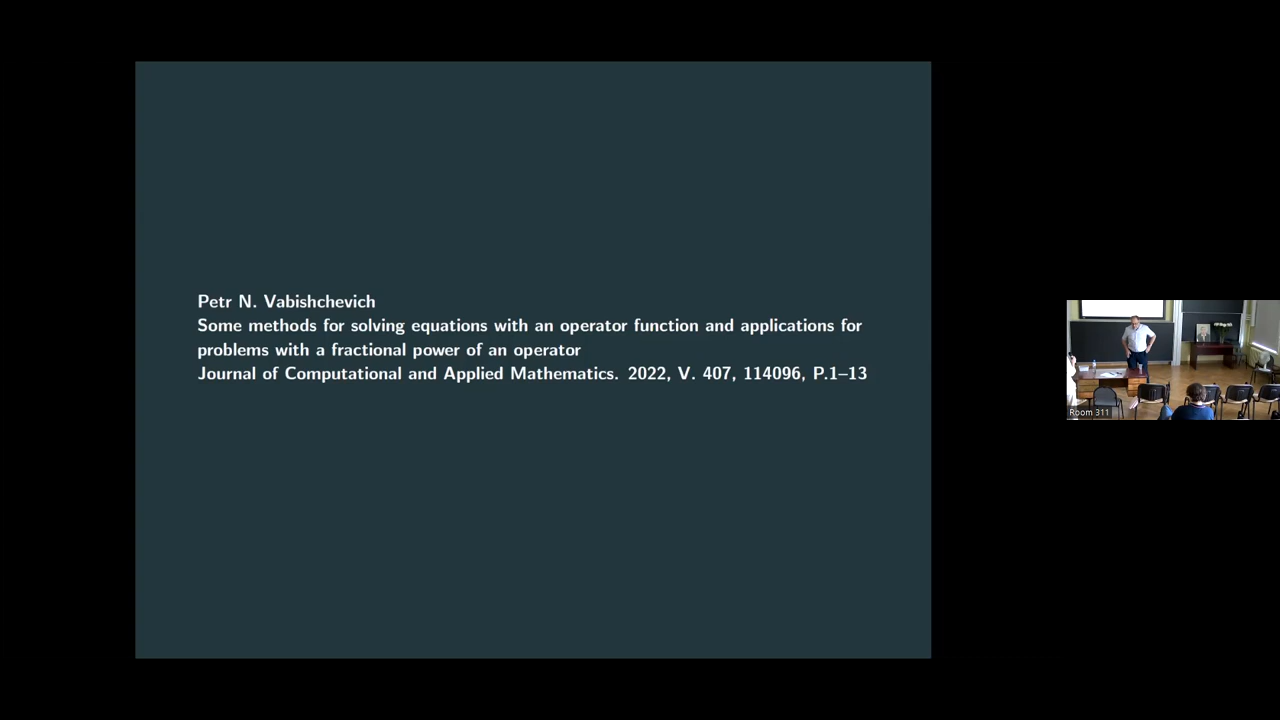 Petr N. Vabishchevich
Some methods for solving equations with an operator function and applications for
problems with a fractional power of an operator
Journal of Computational and Applied Mathematics. 2022, V. 407, 114096, P.1–13
Room 311